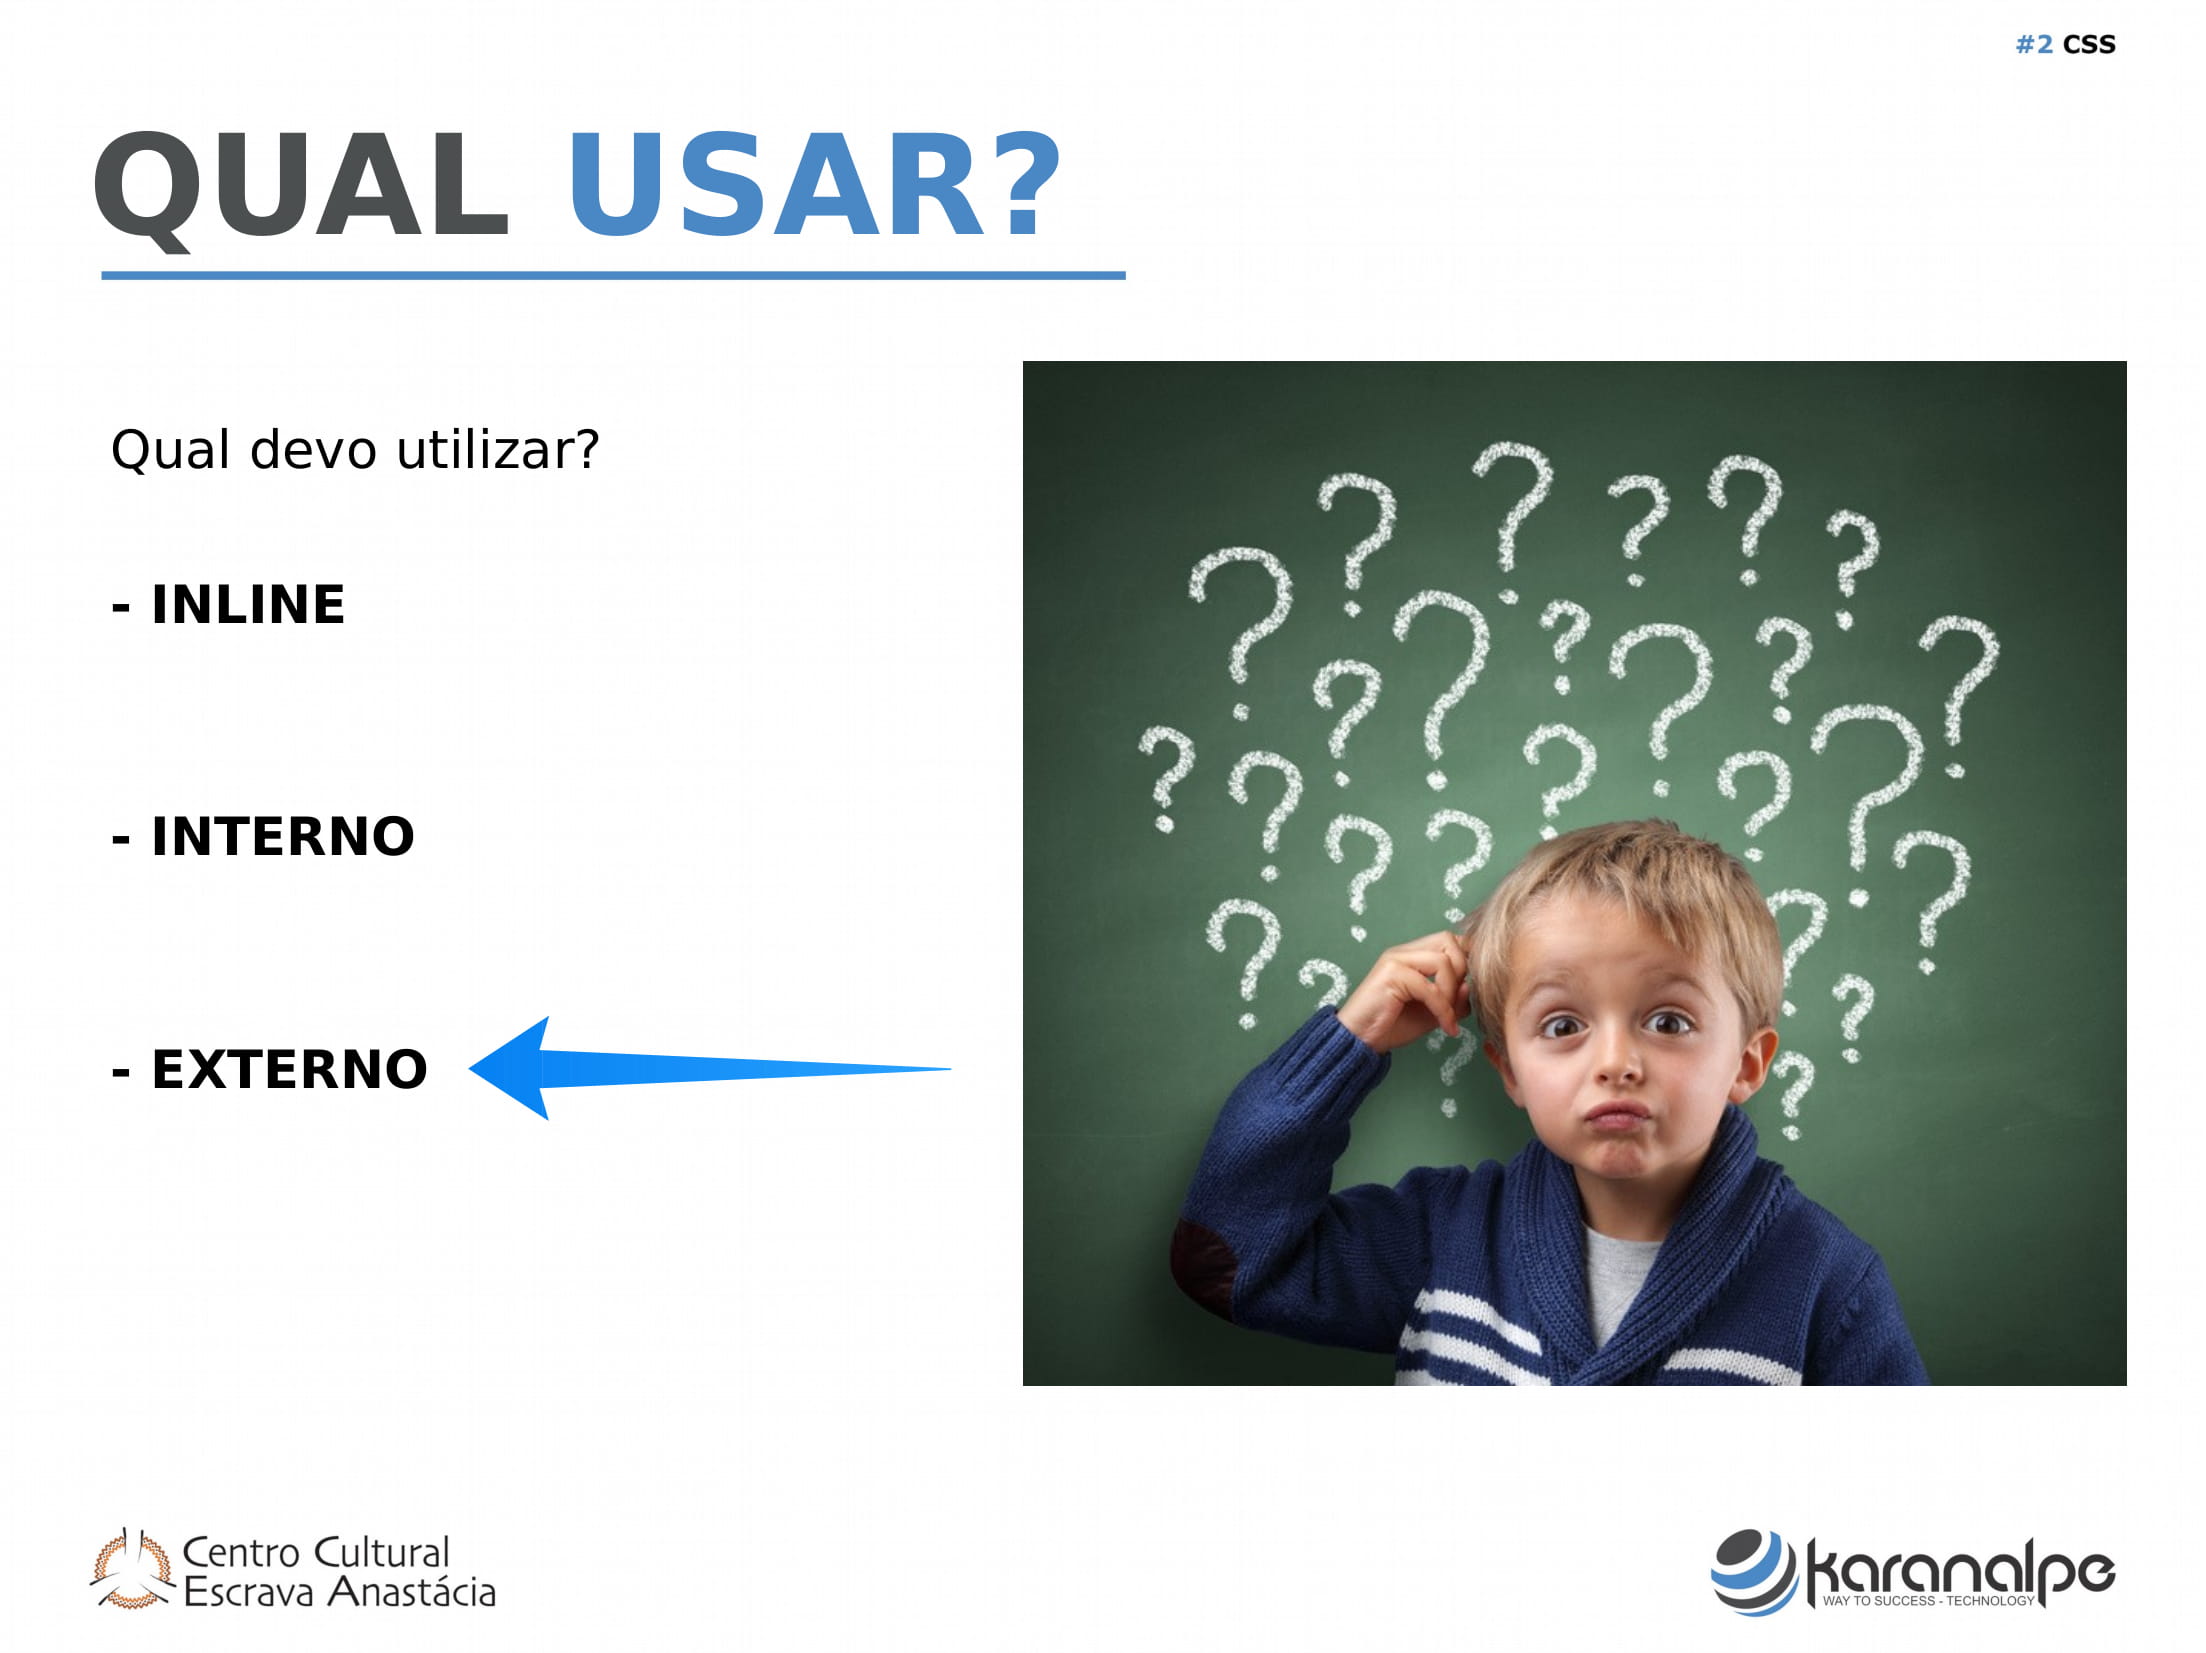 #2 CSS
QUAL USAR?
Qual devo utilizar?
- INLINE
- INTERNO
- EXTERNO
Centro Cultural
Escrava Anastácia
karanalpe
WAY TO SUCCESS - TECHNOLOGY